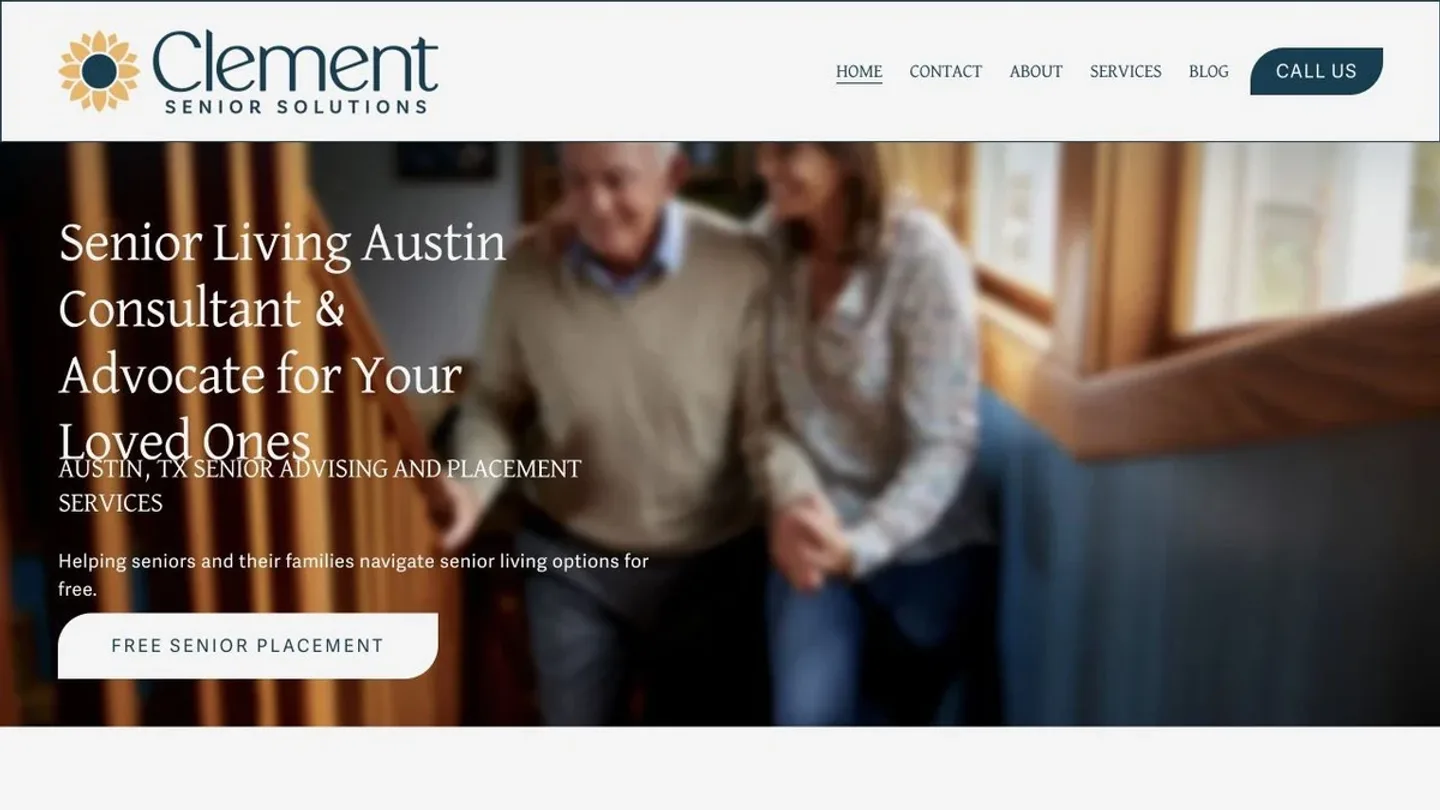 Clement
SENIOR SOLUTIONS
HOME CONTACT ABOUT SERVICES BLOG CALL US
Senior Living Austin
Consultant &
Advocate for Your
Loved Ones
AUSTIN, TX SENIOR ADVISING AND PLACEMENT
SERVICES
Helping seniors and their families navigate senior living options for
free.
FREE SENIOR PLACEMENT